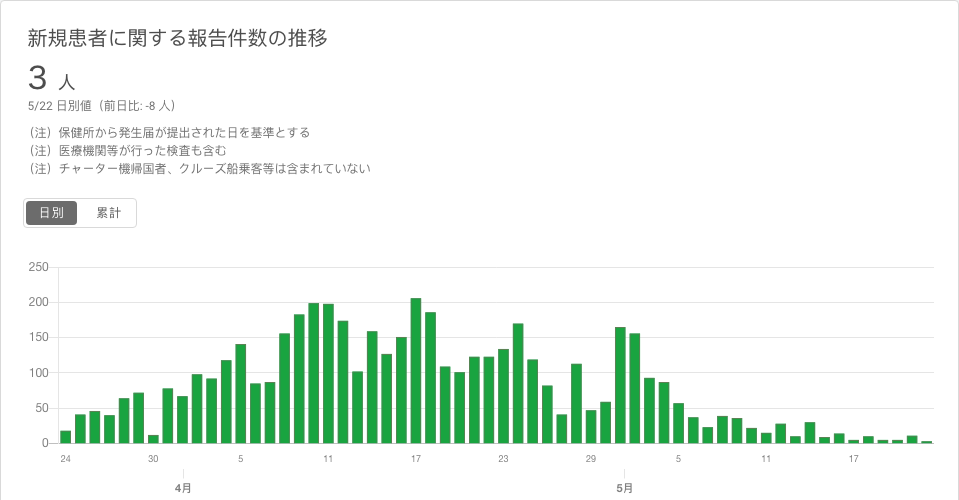 新規患者に関する報告件数の推移
3 人
5/22 日別値（前日比: -8 人）
（注）保健所から発生届が提出された日を基準とする
（注）医療機関等が行った検査も含む
（注）チャーター機帰国者、クルーズ船乗客等は含まれていない
日別 累計
250
200
150
100
50
0
24 30 5 11 17 23 29 5 11 17
4月 5月